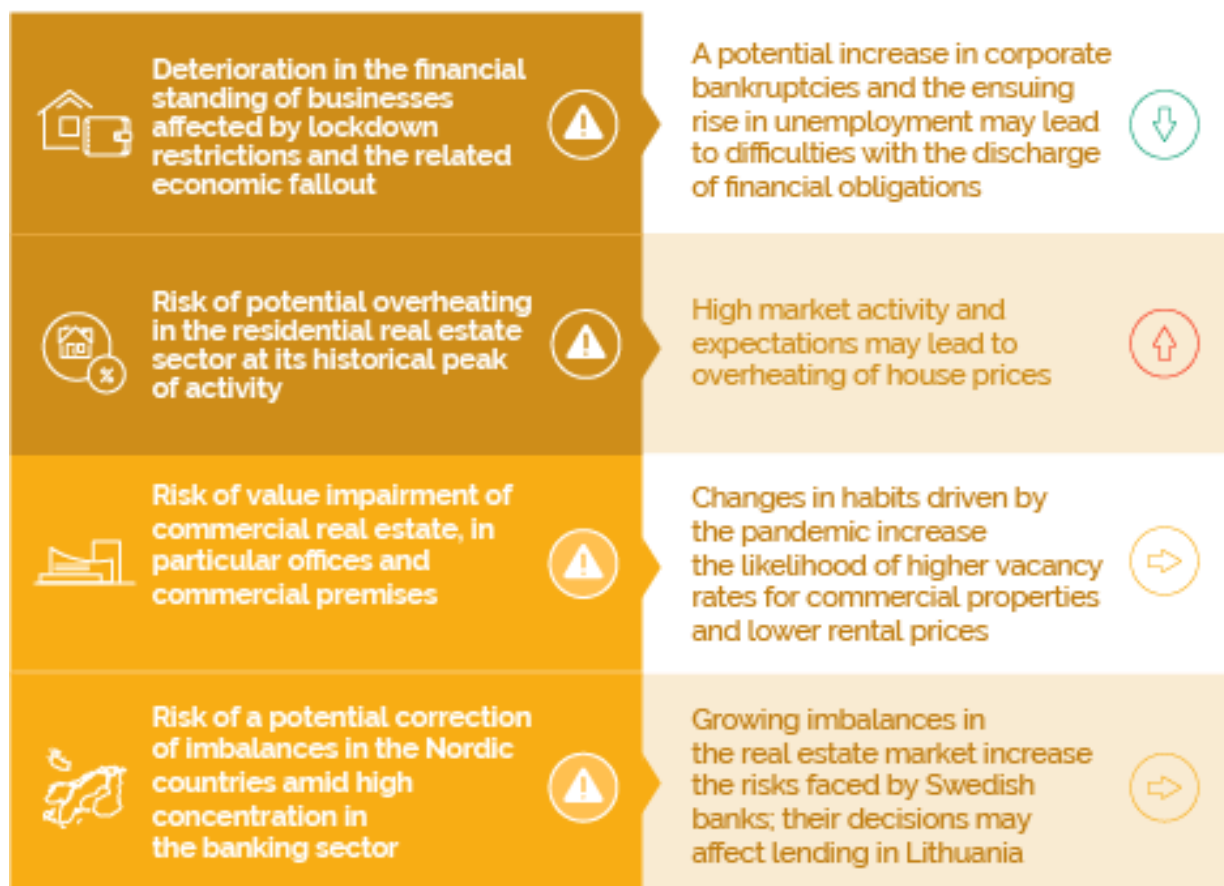 Deterioration in the financial
standing of businesses
affected by lockdown
restrictions and the related
economic fallout
A potential increase in corporate
bankruptcies and the ensuing
rise in unemployment may lead
to difficulties with the discharge
of financial obligations
Risk of potential overheating
in the residential real estate
sector at its historical peak
of activity
High market activity and
expectations may lead to
overheating of house prices
Risk of value impairment of
commercial real estate, in
particular offices and
commercial premises
Changes in habits driven by
the pandemic increase
the likelihood of higher vacancy
rates for commercial properties
and lower rental prices
Risk of a potential correction
of imbalances in the Nordic
countries amid high
concentration in
the banking sector
Growing imbalances in
the real estate market increase
the risks faced by Swedish
banks; their decisions may
affect lending in Lithuania